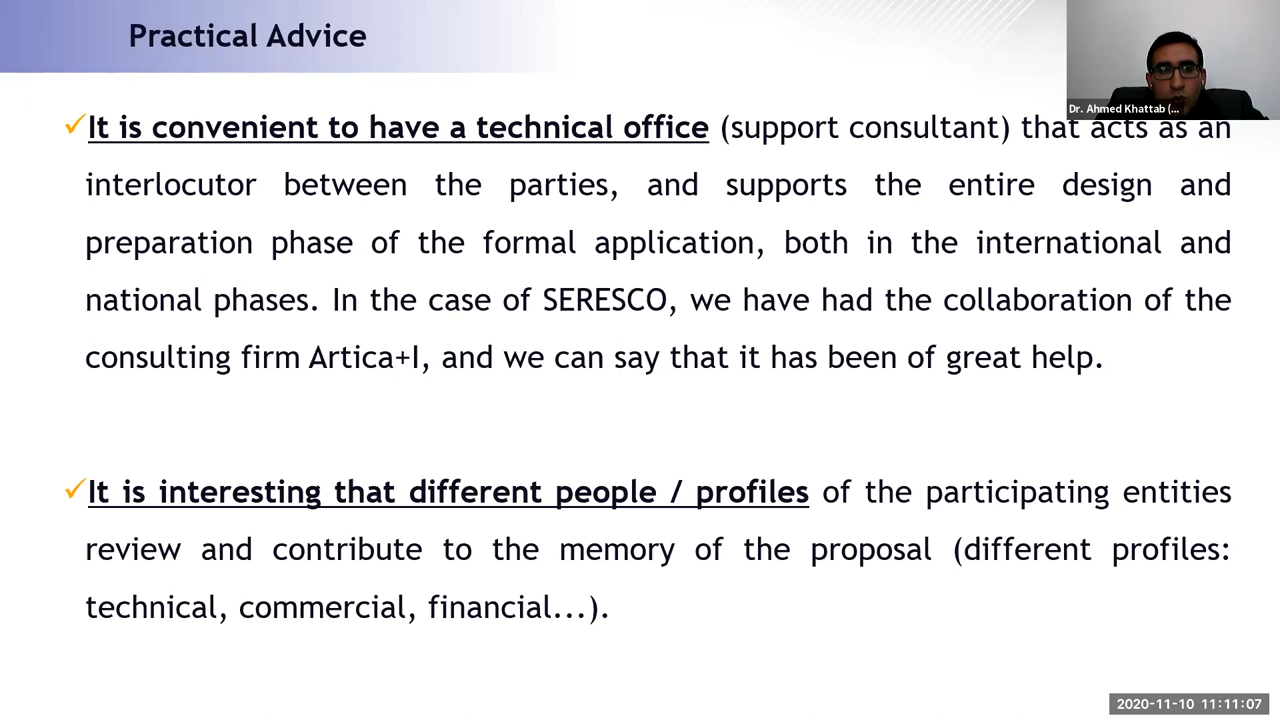 Practical Advice
Dr. Ahmed Khattab (...
✓It is convenient to have a technical office (support consultant) that acts as an
interlocutor between the parties, and supports the entire design and
preparation phase of the formal application, both in the international and
national phases. In the case of SERESCO, we have had the collaboration of the
consulting firm Artica+I, and we can say that it has been of great help.
✓It is interesting that different people / profiles of the participating entities
review and contribute to the memory of the proposal (different profiles:
technical, commercial, financial...).
2020-11-10 11:11:07